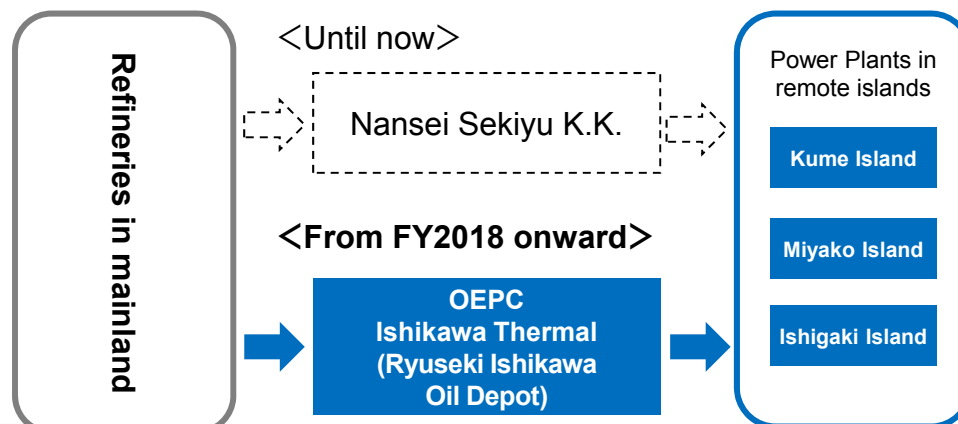 Refineries in mainland
<Until now>
Nansei Sekiyu K.K.
<From FY2018 onward>
OEPC
Ishikawa Thermal
(Ryuseki Ishikawa
Oil Depot)
Power Plants in
remote islands
Kume Island
Miyako Island
Ishigaki Island